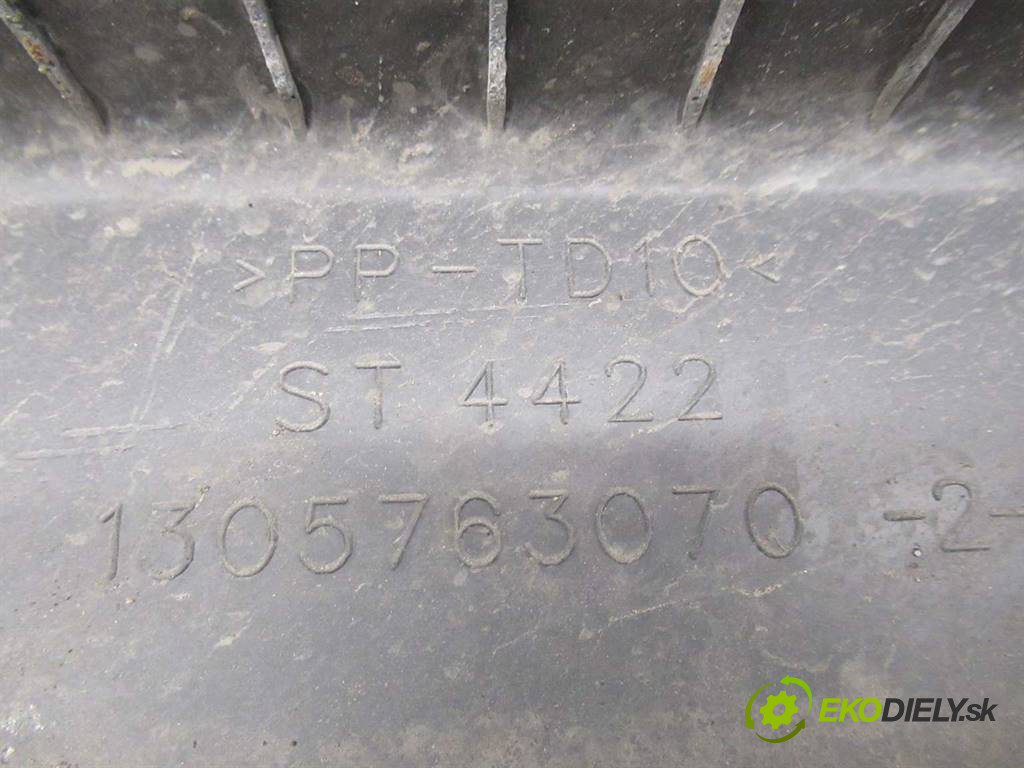 >PP-TD10<
ST 4422
1305763070 -2-
EKODIELY.sk